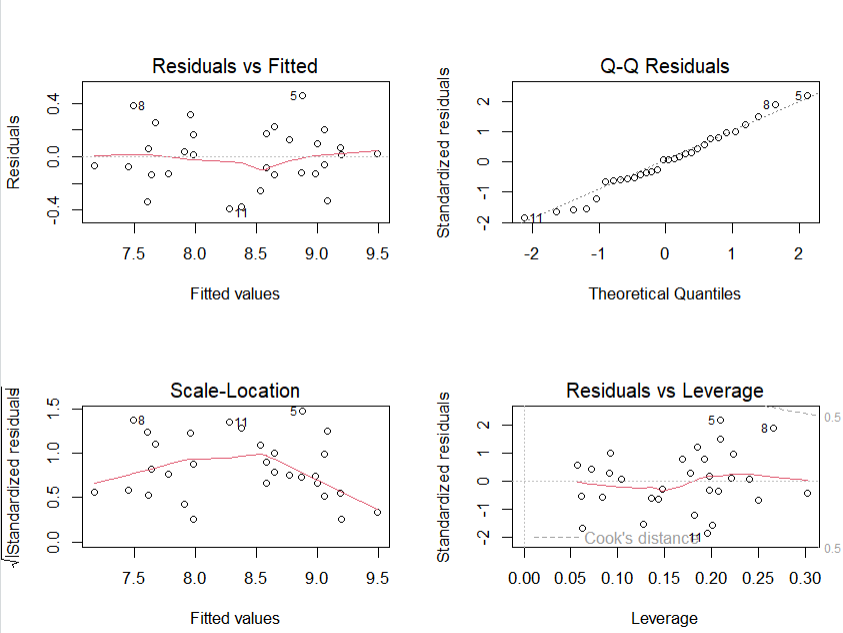 Residuals vs Fitted
Residuals
0.4
0.0
-0.4
8
5
11
7.5 8.0 8.5 9.0 9.5
Fitted values
Q-Q Residuals
Standardized residuals
2
1
0
-1
-2
8
5
11
-2 -1 0 1 2
Theoretical Quantiles
Scale-Location
√|Standardized residuals|
1.5
1.0
0.5
0.0
8
5
11
7.5 8.0 8.5 9.0 9.5
Fitted values
Residuals vs Leverage
Standardized residuals
2
1
0
-1
-2
5
8
0.5
11
Cook's distance
0.5
0.00 0.05 0.10 0.15 0.20 0.25 0.30
Leverage